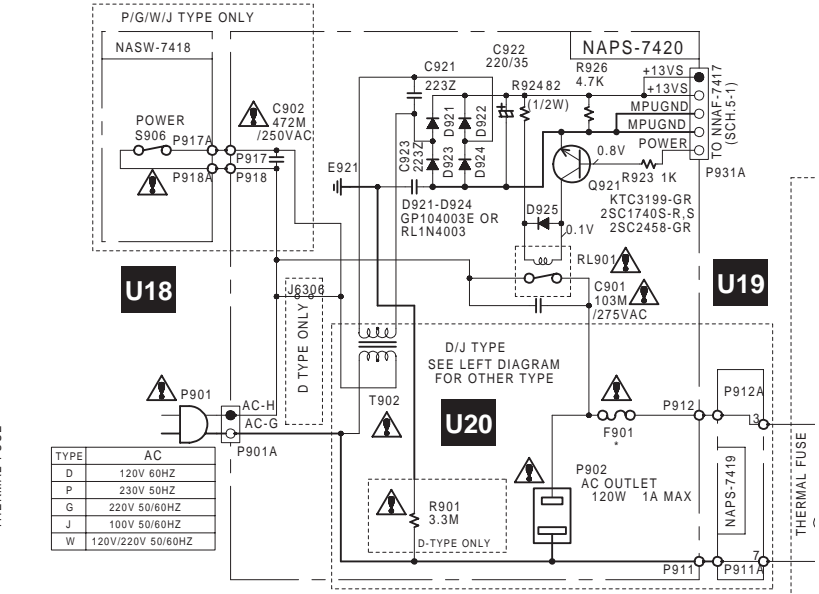 P/G/W/J TYPE ONLY
NASW-7418
NAPS-7420
POWER
S906
P917A
P918A
P917
P918
C902
472M
/250VAC
C921
223Z
C922
220/35
R924 82
(1/2W)
R926
4.7K
+13VS
+13VS
MPUGND
MPUGND
POWER
TO NNAF-7417
(SCH.5-1)
P931A
D921
D922
D923
D924
C923
223Z
E921
D921-D924
GP104003E OR
RL1N4003
0.8V
Q921
R923 1K
KTC3199-GR
2SC1740S-R,S
2SC2458-GR
D925
0.1V
RL901
C901
103M
/275VAC
U18
U19
J6306
D TYPE ONLY
D/J TYPE
SEE LEFT DIAGRAM
FOR OTHER TYPE
U20
T902
P901
AC-H
AC-G
P901A
TYPE AC
D 120V 60HZ
P 230V 50HZ
G 220V 50/60HZ
J 100V 50/60HZ
W 120V/220V 50/60HZ
R901
3.3M
D-TYPE ONLY
F901
*
P902
AC OUTLET
120W 1A MAX
P912
P912A
3
NAPS-7419
7
P911
P911A
THERMAL FUSE